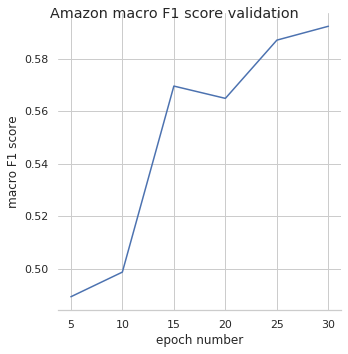 Amazon macro F1 score validation
macro F1 score
0.58
0.56
0.54
0.52
0.50
5 10 15 20 25 30
epoch number